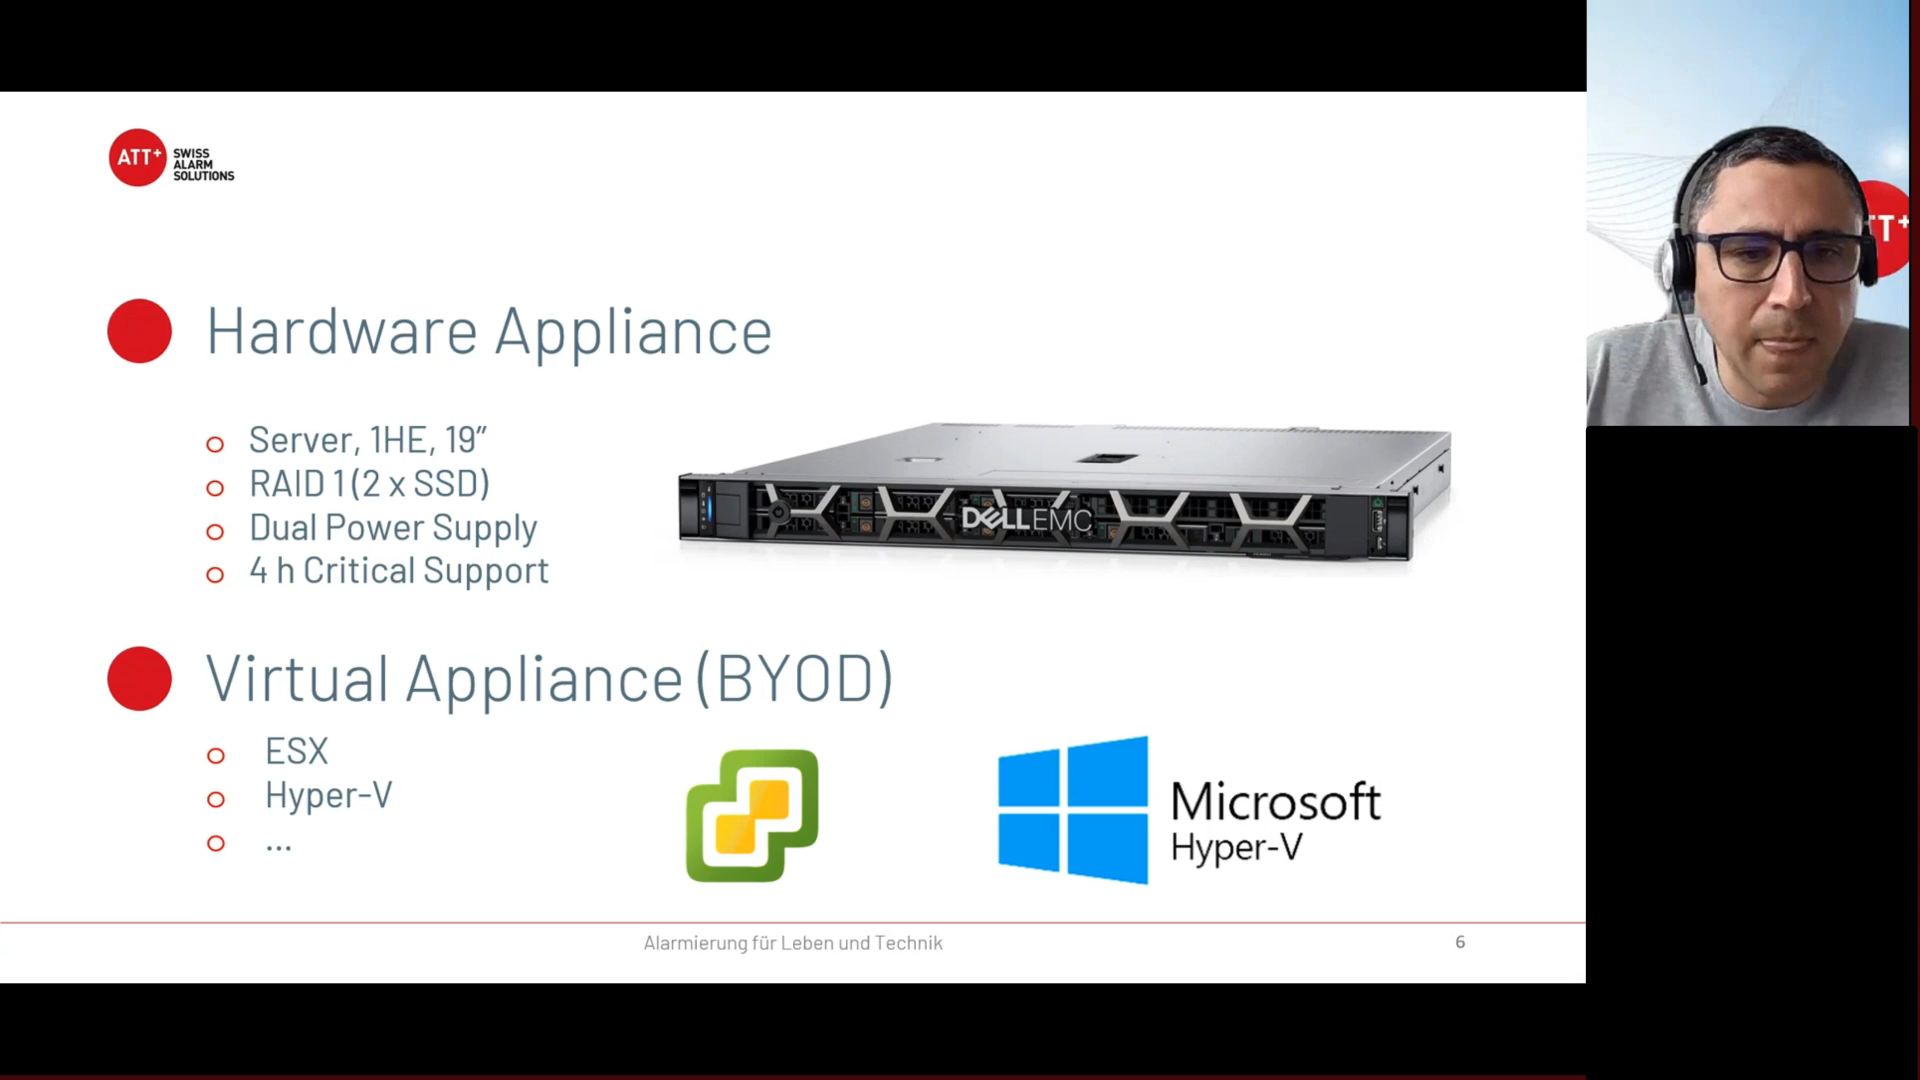 ATT+
SWISS
ALARM
SOLUTIONS
T+
Hardware Appliance
Server, 1HE, 19”
RAID 1 (2 x SSD)
Dual Power Supply
4 h Critical Support
DELLEMC
Virtual Appliance (BYOD)
ESX
Hyper-V
...
Microsoft
Hyper-V
Alarmierung für Leben und Technik
6